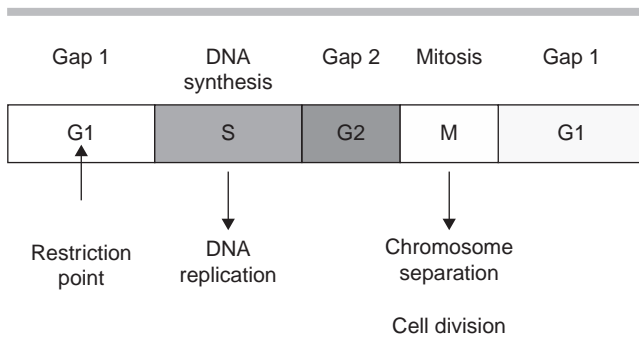 Gap 1 DNA synthesis Gap 2 Mitosis Gap 1
G1 S G2 M G1
Restriction point
DNA replication
Chromosome separation
Cell division